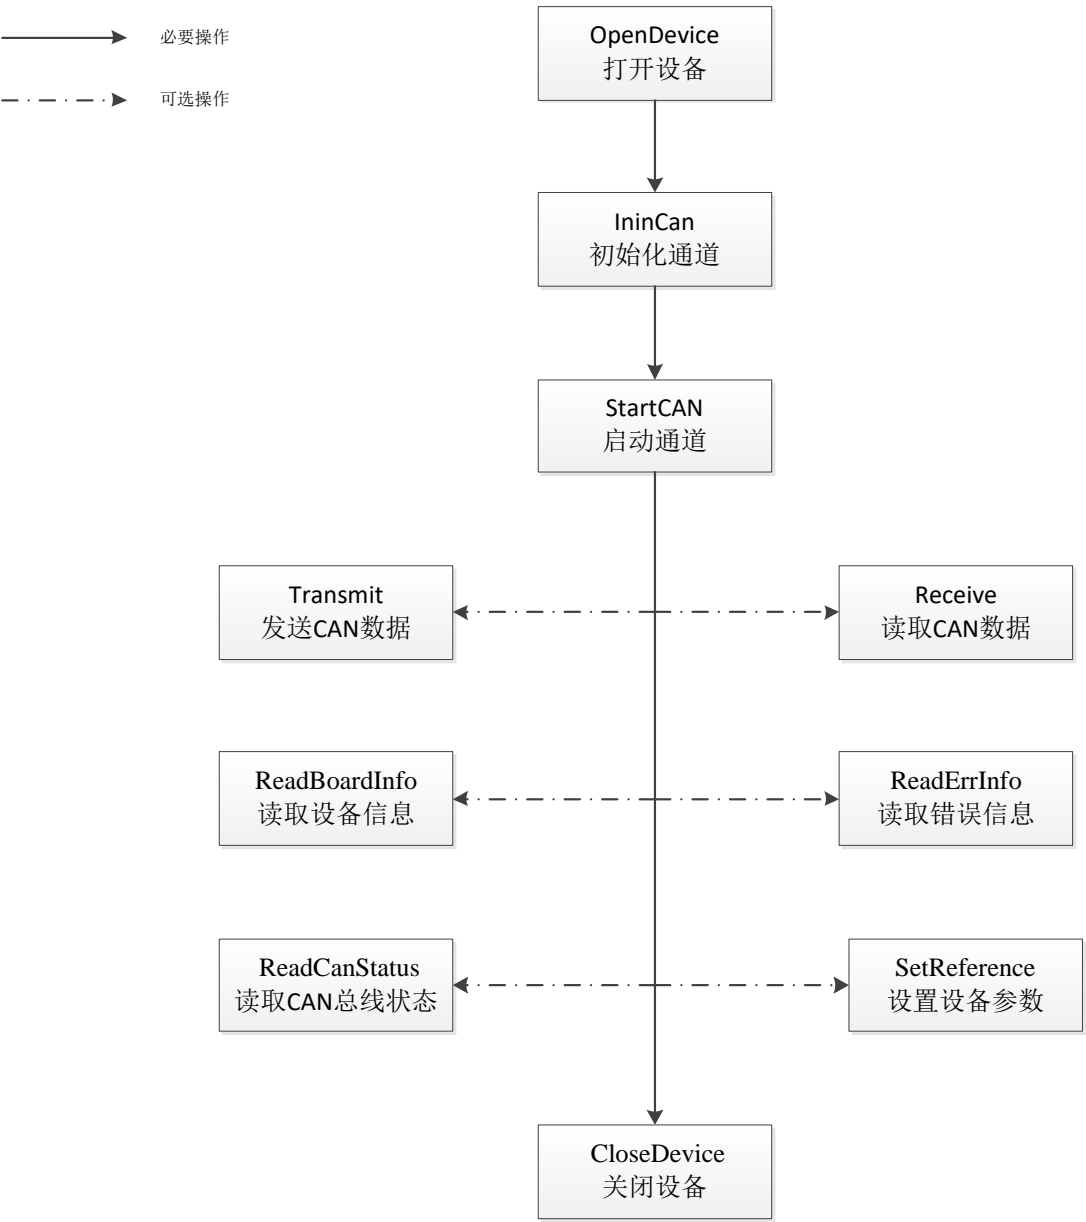 必要操作
可选操作
OpenDevice
打开设备
IninCan
初始化通道
StartCAN
启动通道
Transmit
发送CAN数据
Receive
读取CAN数据
ReadBoardInfo
读取设备信息
ReadErrInfo
读取错误信息
ReadCanStatus
读取CAN总线状态
SetReference
设置设备参数
CloseDevice
关闭设备